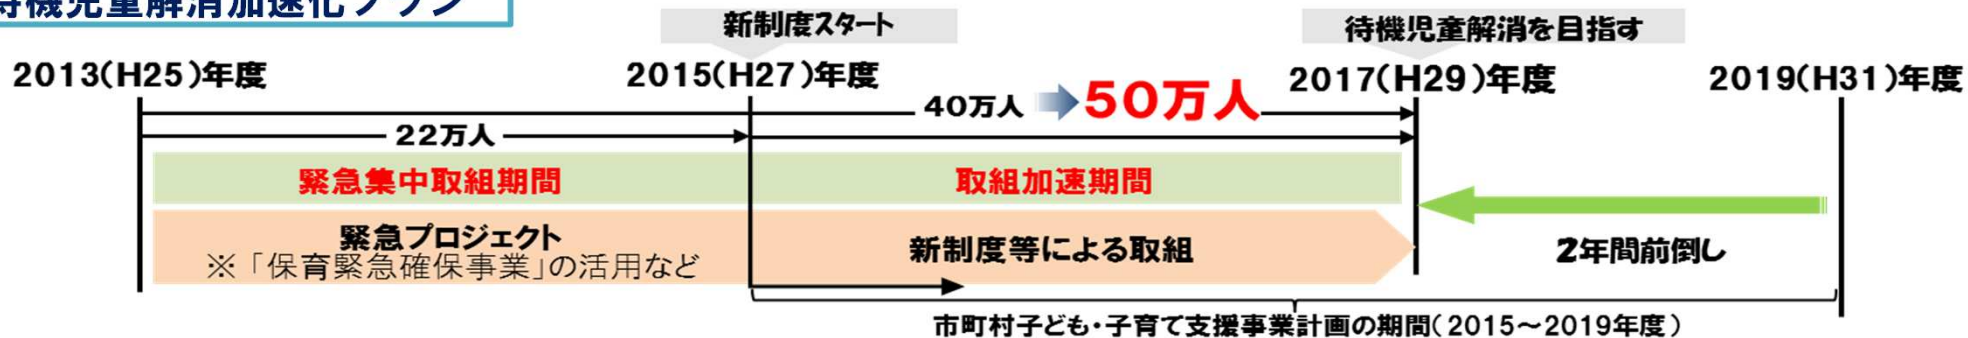 待機児童解消加速化プラン
新制度スタート
待機児童解消を目指す
2013(H25)年度
2015(H27)年度
2017(H29)年度
2019(H31)年度
40万人
50万人
22万人
緊急集中取組期間
取組加速期間
緊急プロジェクト
※「保育緊急確保事業」の活用など
新制度等による取組
2年間前倒し
市町村子ども・子育て支援事業計画の期間(2015～2019年度)